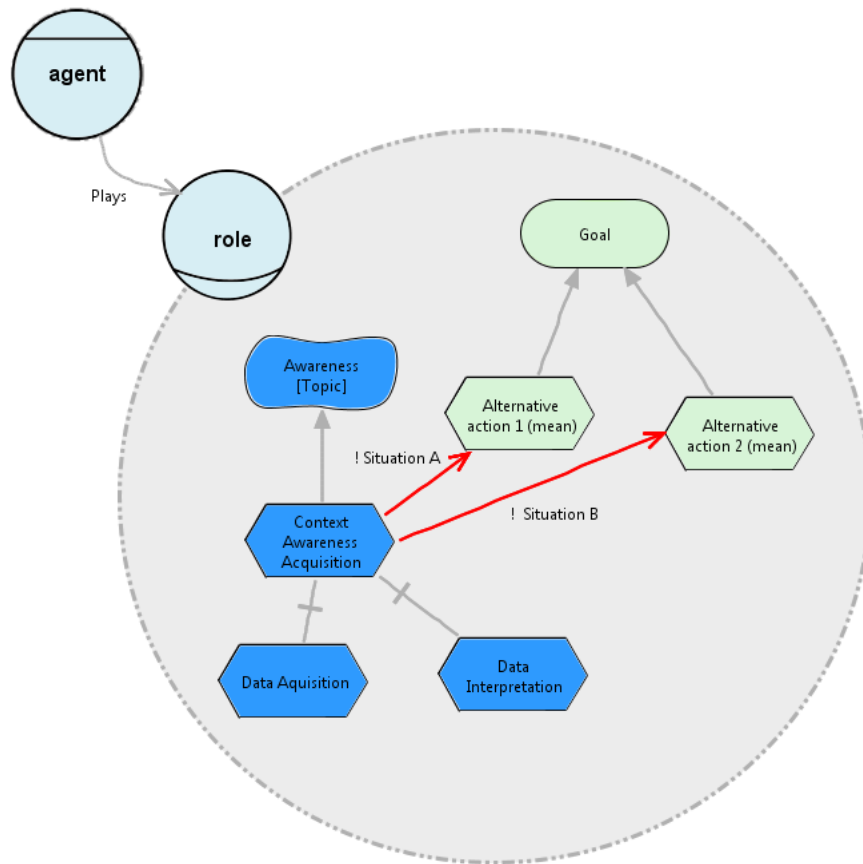 agent
Plays
role
Goal
Awareness
[Topic]
Alternative
action 1 (mean)
Alternative
action 2 (mean)
! Situation A
! Situation B
Context
Awareness
Acquisition
Data Aquisition
Data
Interpretation